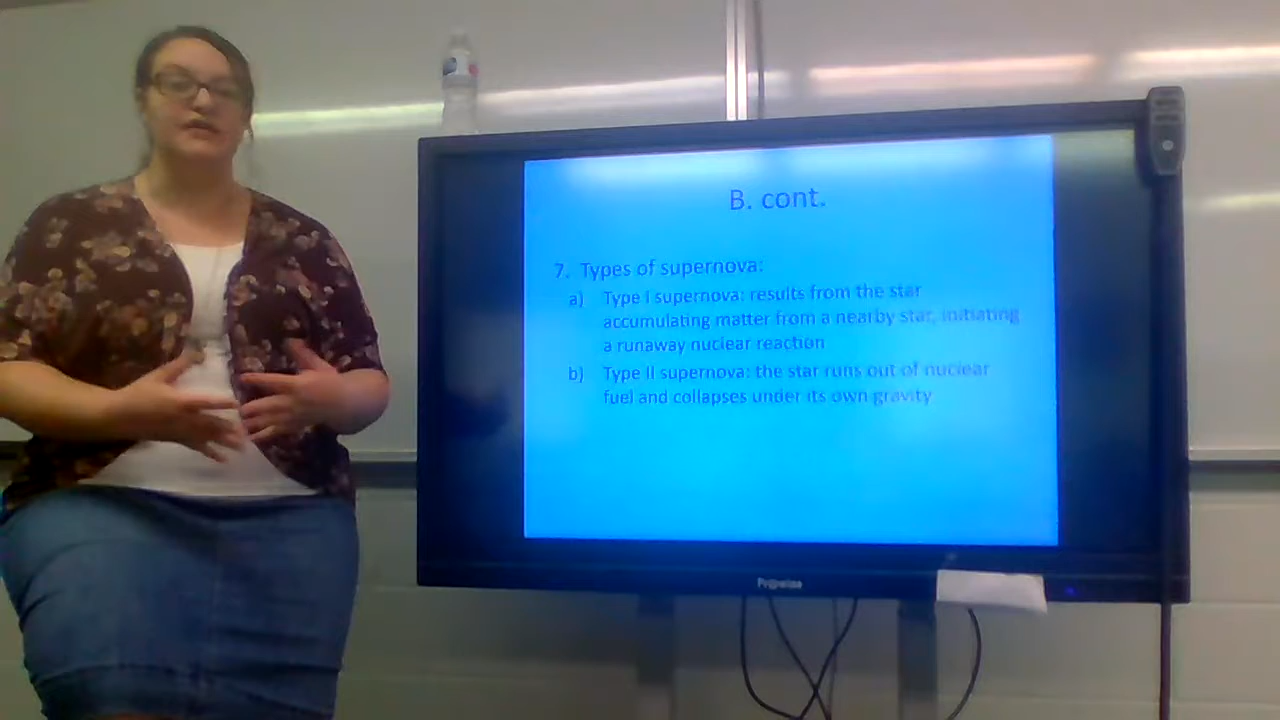 B. cont.
7. Types of supernova:
a) Type I supernova: results from the star
accumulating matter from a nearby star, initiating
a runaway nuclear reaction
b) Type II supernova: the star runs out of nuclear
fuel and collapses under its own gravity